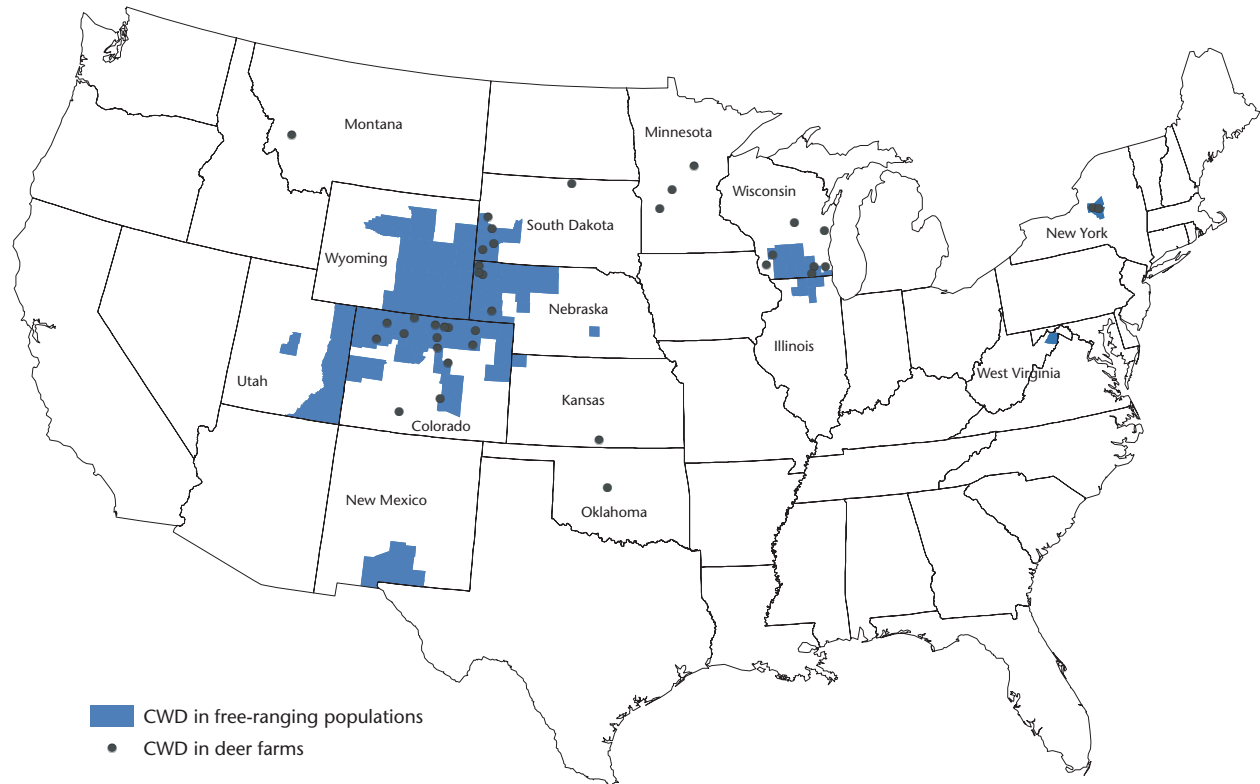 Montana
Minnesota
Wisconsin
South Dakota
New York
Wyoming
Nebraska
Illinois
West Virginia
Utah
Kansas
Colorado
New Mexico
Oklahoma
CWD in free-ranging populations
CWD in deer farms